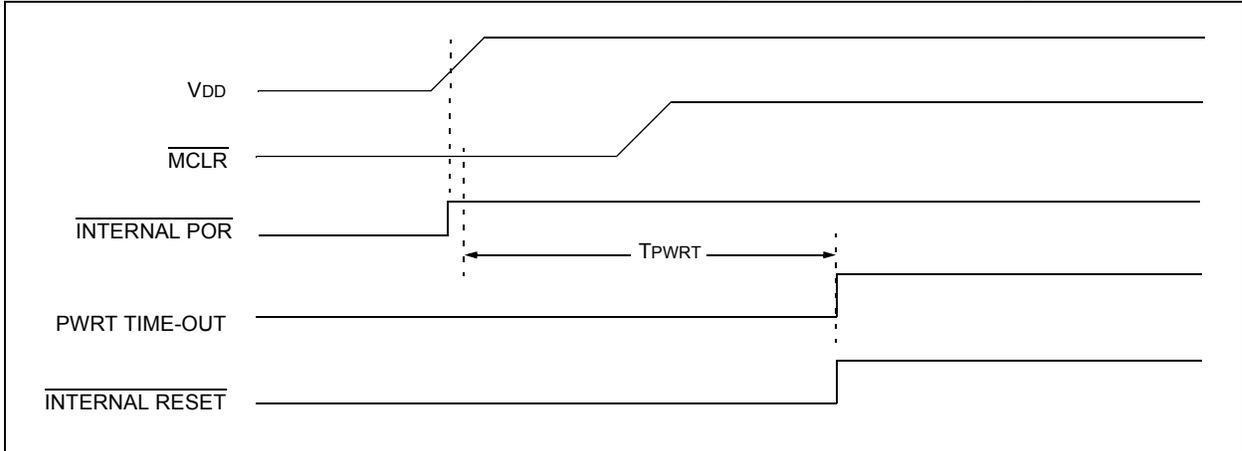 VDD
MCLR
INTERNAL POR
TPWRT
PWRT TIME-OUT
INTERNAL RESET